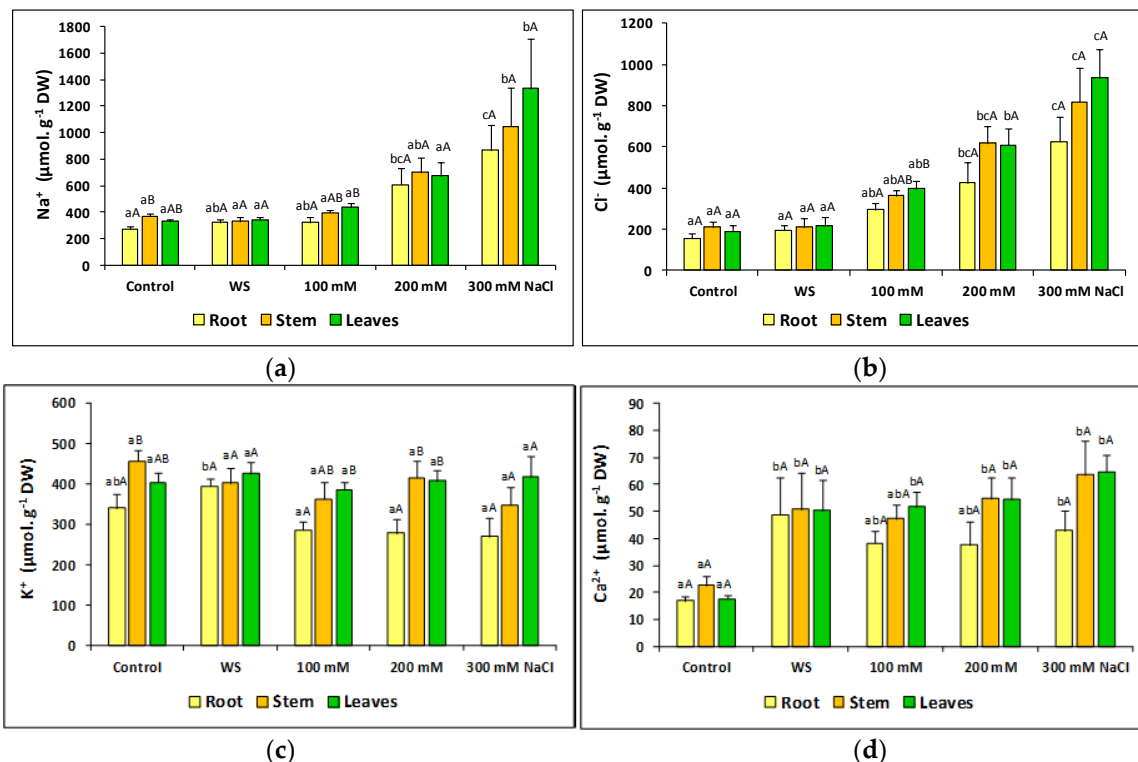 1800
1600
1400
1200
1000
800
600
400
200
0
Na⁺ (µmol. g⁻¹ DW)
aA aB aAB
abA aA aA
abA aAB aB
bcA abA aA
cA bA bA
Control WS 100 mM 200 mM 300 mM NaCl
Root Stem Leaves
(a)
1200
1000
800
600
400
200
0
Cl⁻ (µmol. g⁻¹ DW)
aA aA aA
aA aA aA
abA abAB abB
bcA bcA bA
cA cA cA
Control WS 100 mM 200 mM 300 mM NaCl
Root Stem Leaves
(b)
600
500
400
300
200
100
0
K⁺ (µmol. g⁻¹ DW)
abA aB aAB
bA aA aA
aA aAB aB
aA aB aB
aA aA aA
Control WS 100 mM 200 mM 300 mM NaCl
Root Stem Leaves
(c)
90
80
70
60
50
40
30
20
10
0
Ca²⁺ (µmol. g⁻¹ DW)
aA aA aA
bA bA bA
abA abA bA
abA bA bA
bA bA bA
Control WS 100 mM 200 mM 300 mM NaCl
Root Stem Leaves
(d)